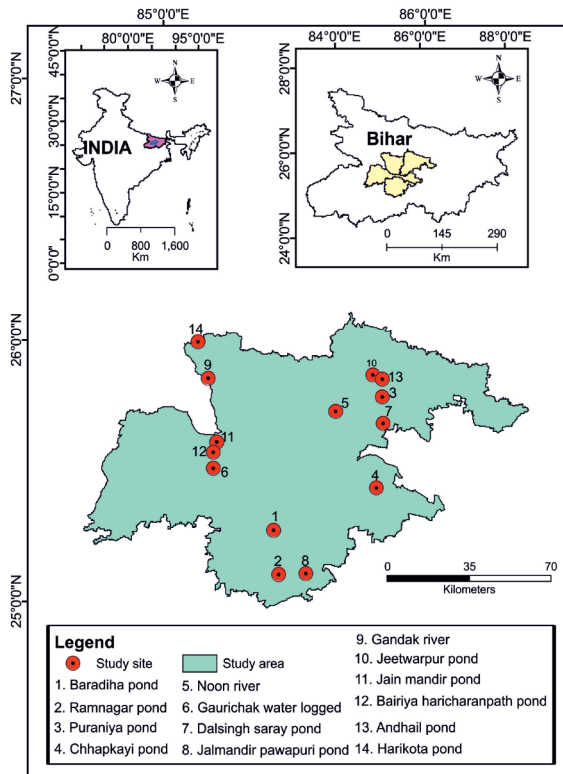 85°0'0"N
86°0'0"N
27°0'0"N
26°0'0"N
25°0'0"N
80°0'0"N 95°0'0"N
45°0'0"N
30°0'0"N
15°0'0"N
0°0'0"N
N
W E
S
INDIA
0 800 1,600
Km
84°0'0"N 86°0'0"N 88°0'0"N
28°0'0"N
26°0'0"N
24°0'0"N
N
W E
S
Bihar
0 145 290
Km
14
9
10
13
3
5
7
11
12
6
4
1
2
8
0 35 70
Kilometers
Legend
Study site
Study area
1. Baradiha pond
2. Ramnagar pond
3. Puraniya pond
4. Chhapkayi pond
5. Noon river
6. Gaurichak water logged
7. Dalsingh saray pond
8. Jalmandir pawapuri pond
9. Gandak river
10. Jeetwarpur pond
11. Jain mandir pond
12. Bairiya haricharanpath pond
13. Andhail pond
14. Harikota pond